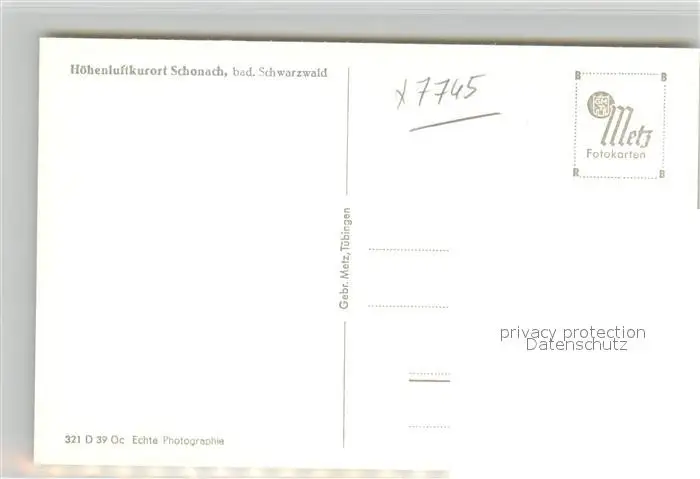 Höhenluftkurort Schonach, bad. Schwarzwald
x 7745
B B
Metz
Fotokarten
R B
Gebr. Metz, Tübingen
privacy protection
Datenschutz
321 D 39 Oc Echte Photographie